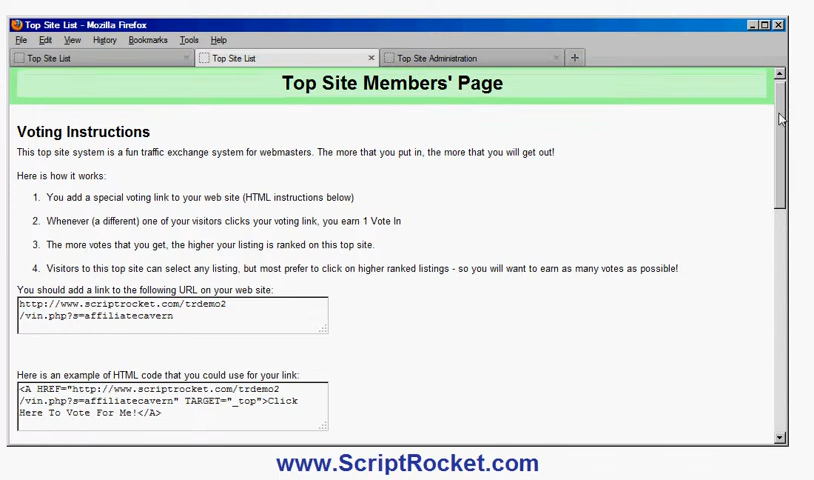 Top Site List - Mozilla Firefox
File Edit View History Bookmarks Tools Help
Top Site List Top Site List Top Site Administration
Top Site Members' Page
Voting Instructions
This top site system is a fun traffic exchange system for webmasters. The more that you put in, the more that you will get out!
Here is how it works:
1. You add a special voting link to your web site (HTML instructions below)
2. Whenever (a different) one of your visitors clicks your voting link, you earn 1 Vote In
3. The more votes that you get, the higher your listing is ranked on this top site.
4. Visitors to this top site can select any listing, but most prefer to click on higher ranked listings - so you will want to earn as many votes as possible!
You should add a link to the following URL on your web site:
http://www.scriptrocket.com/trdemo2
/vin.php?s=affiliatecavern
Here is an example of HTML code that you could use for your link:
<A HREF="http://www.scriptrocket.com/trdemo2
/vin.php?s=affiliatecavern" TARGET="_top">Click
Here To Vote For Me!</A>
www.ScriptRocket.com